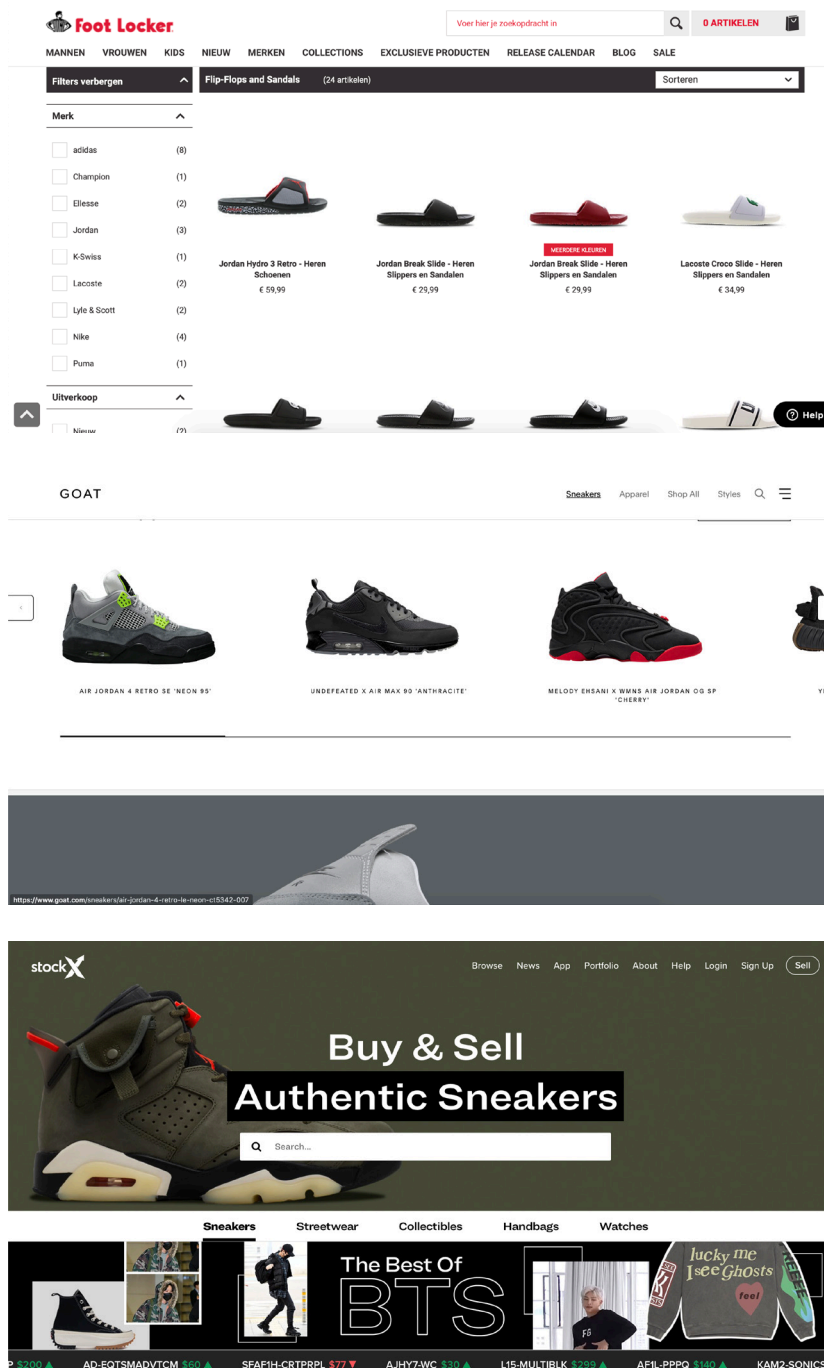 Foot Locker
Voer hier je zoekopdracht in
0 ARTIKELEN
MANNEN VROUWEN KIDS NIEUW MERKEN COLLECTIONS EXCLUSIEVE PRODUCTEN RELEASE CALENDAR BLOG SALE
Filters verbergen
Flip-Flops and Sandals (24 artikelen)
Sorteren
Merk
adidas (8)
Champion (1)
Ellesse (2)
Jordan (3)
K-Swiss (1)
Lacoste (2)
Lyle & Scott (2)
Nike (4)
Puma (1)
Uitverkoop
Nieuw (2)
Jordan Hydro 3 Retro - Heren
Schoenen
€ 59,99
Jordan Break Slide - Heren
Slippers en Sandalen
€ 29,99
MEERDERE KLEUREN
Jordan Break Slide - Heren
Slippers en Sandalen
€ 29,99
Lacoste Croco Slide - Heren
Slippers en Sandalen
€ 34,99
Help
GOAT
Sneakers Apparel Shop All Styles
AIR JORDAN 4 RETRO SE 'NEON 95'
UNDEFEATED X AIR MAX 90 'ANTHRACITE'
MELODY EHSANI X WMNS AIR JORDAN OG SP
'CHERRY'
https://www.goat.com/sneakers/air-jordan-4-retro-le-neon-ct5342-007
stockX
Browse News App Portfolio About Help Login Sign Up Sell
Buy & Sell
Authentic Sneakers
Search...
Sneakers Streetwear Collectibles Handbags Watches
The Best Of
BTS
FG
lucky me
I see Ghosts
feel
P $200 ▲ AD-EQTSMADVTCM $60 ▲ SFAF1H-CRTPRPL $77 ▼ AJHY7-WC $30 ▲ L15-MULTIBLK $299 ▲ AF1L-PPPQ $140 ▲ KAM2-SONIC